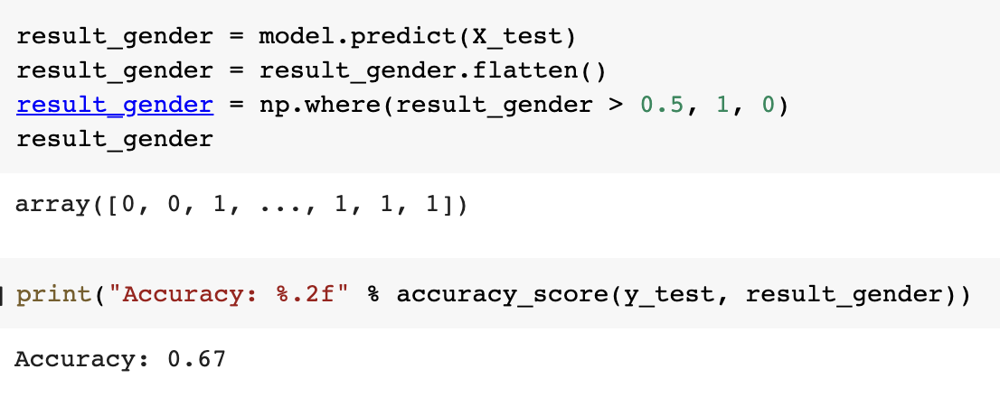 result_gender = model.predict(X_test)
result_gender = result_gender.flatten()
result_gender = np.where(result_gender > 0.5, 1, 0)
result_gender
array([0, 0, 1, ..., 1, 1, 1])
print("Accuracy: %.2f" % accuracy_score(y_test, result_gender))
Accuracy: 0.67